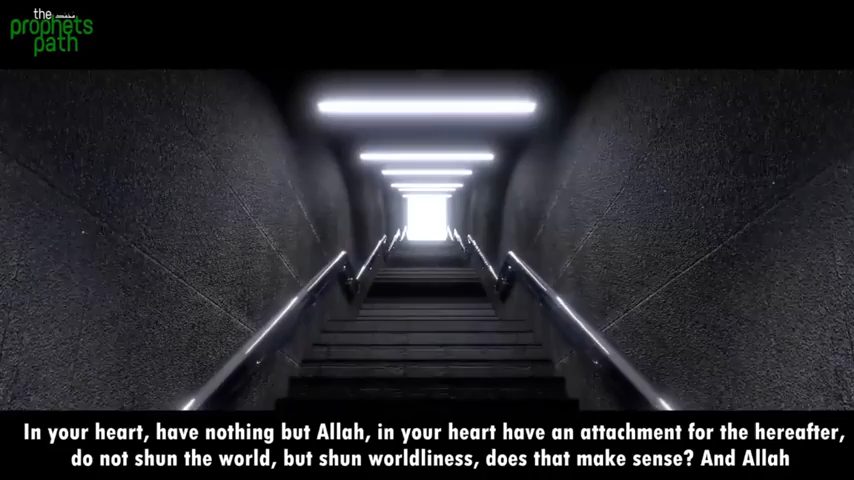 the
prophets
path
In your heart, have nothing but Allah, in your heart have an attachment for the hereafter,
do not shun the world, but shun worldliness, does that make sense? And Allah